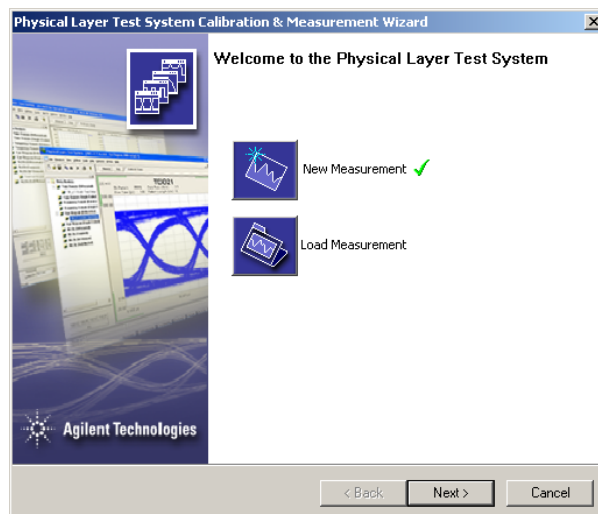 Physical Layer Test System Calibration & Measurement Wizard
Welcome to the Physical Layer Test System
New Measurement
Load Measurement
Agilent Technologies
< Back
Next >
Cancel